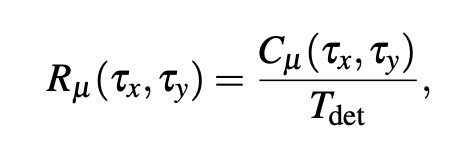 R_μ(τ_x, τ_y) = C_μ(τ_x, τ_y) / T_det,